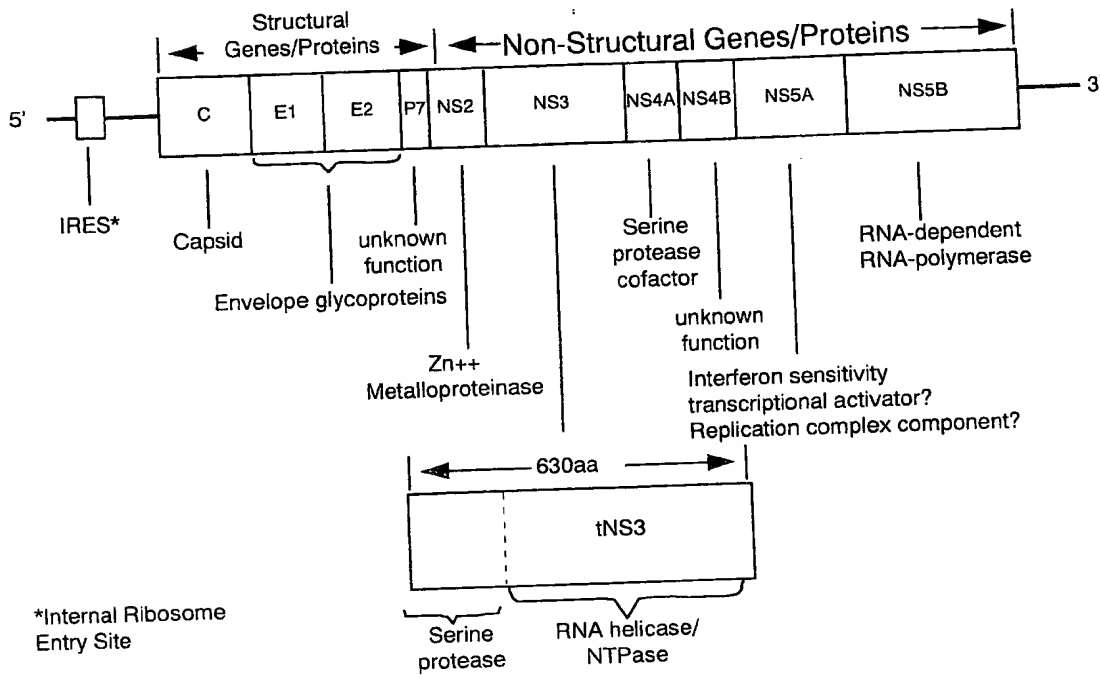 Structural
Genes/Proteins
Non-Structural Genes/Proteins
5'
C
E1
E2
P7
NS2
NS3
NS4A
NS4B
NS5A
NS5B
3
IRES*
Capsid
Envelope glycoproteins
unknown
function
Zn++
Metalloproteinase
Serine
protease
cofactor
unknown
function
Interferon sensitivity
transcriptional activator?
Replication complex component?
RNA-dependent
RNA-polymerase
630aa
tNS3
Serine
protease
RNA helicase/
NTPase
*Internal Ribosome
Entry Site